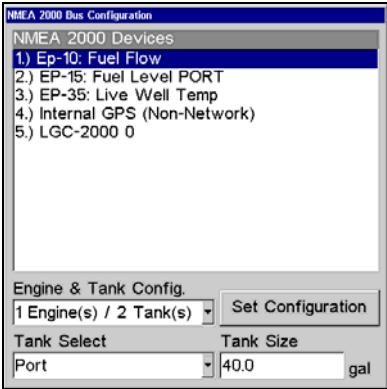 NMEA 2000 Bus Configuration
NMEA 2000 Devices
1.) Ep-10: Fuel Flow
2.) EP-15: Fuel Level PORT
3.) EP-35: Live Well Temp
4.) Internal GPS (Non-Network)
5.) LGC-2000 0
Engine & Tank Config.
1 Engine(s) / 2 Tank(s)
Set Configuration
Tank Select
Tank Size
Port
40.0
gal